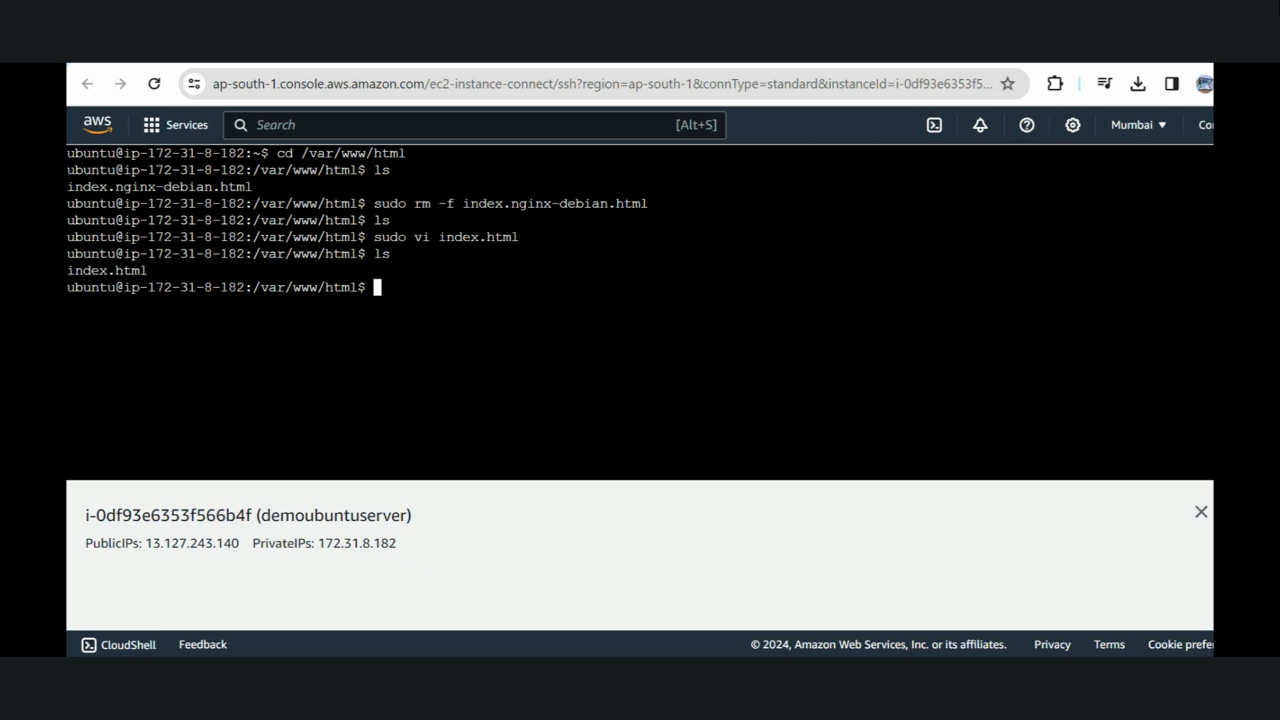 ap-south-1.console.aws.amazon.com/ec2-instance-connect/ssh?region=ap-south-1&connType=standard&instanceId=i-0df93e6353f5...
aws Services Search [Alt+S] Mumbai Co
ubuntu@ip-172-31-8-182:~$ cd /var/www/html
ubuntu@ip-172-31-8-182:/var/www/html$ ls
index.nginx-debian.html
ubuntu@ip-172-31-8-182:/var/www/html$ sudo rm -f index.nginx-debian.html
ubuntu@ip-172-31-8-182:/var/www/html$ ls
ubuntu@ip-172-31-8-182:/var/www/html$ sudo vi index.html
ubuntu@ip-172-31-8-182:/var/www/html$ ls
index.html
ubuntu@ip-172-31-8-182:/var/www/html$
i-0df93e6353f566b4f (demoubuntuserver)
PublicIPs: 13.127.243.140 PrivateIPs: 172.31.8.182
CloudShell Feedback © 2024, Amazon Web Services, Inc. or its affiliates. Privacy Terms Cookie prefe